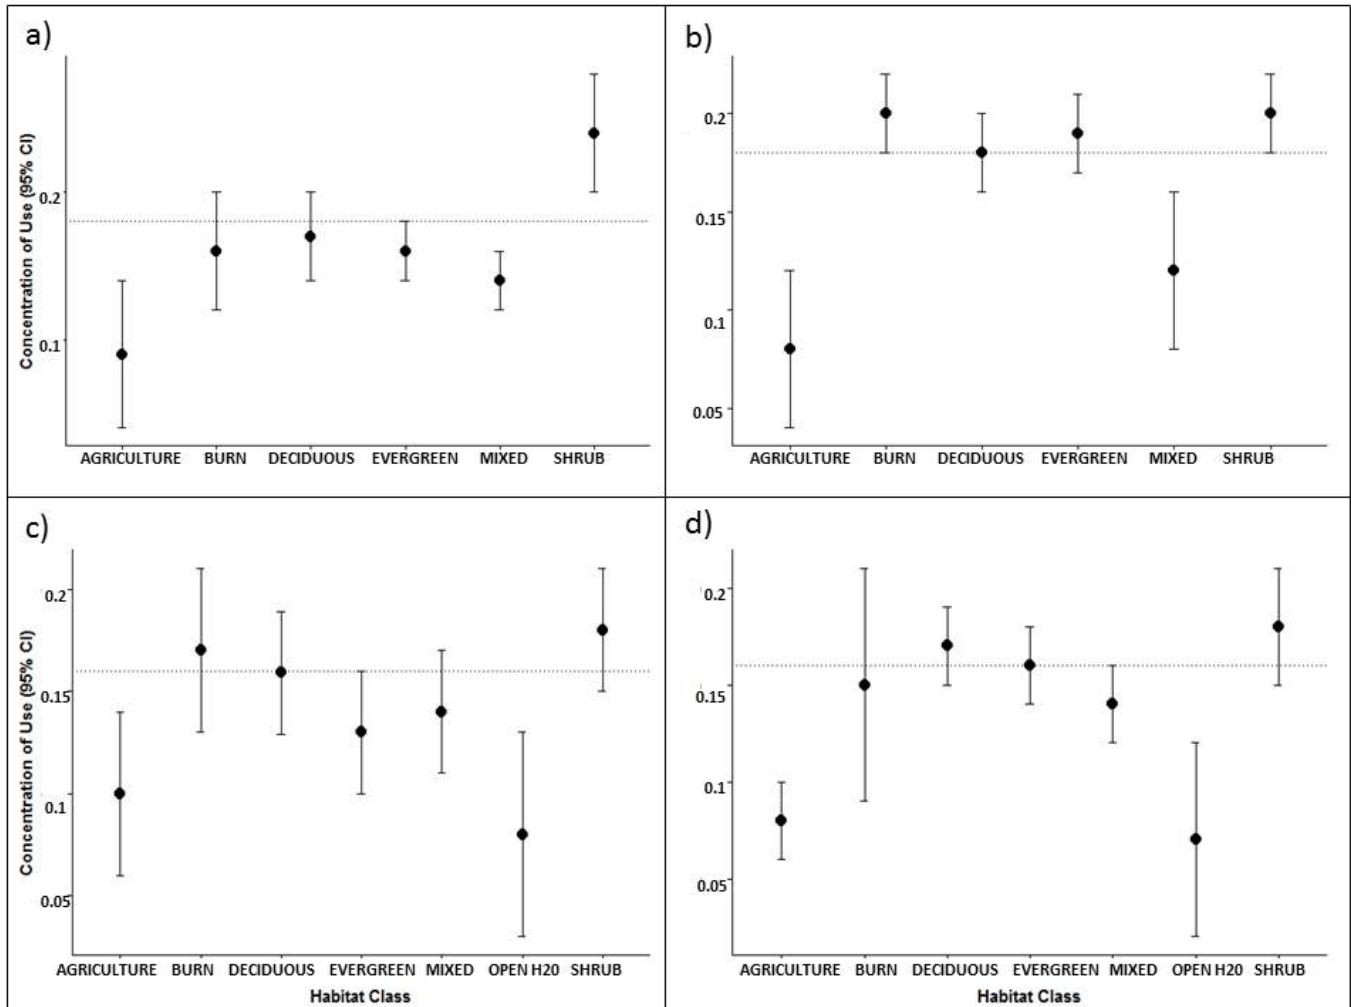 a)
Concentration of Use (95% CI)
0.2
0.1
AGRICULTURE BURN DECIDUOUS EVERGREEN MIXED SHRUB
b)
0.2
0.15
0.1
0.05
AGRICULTURE BURN DECIDUOUS EVERGREEN MIXED SHRUB
c)
Concentration of Use (95% CI)
0.2
0.15
0.1
0.05
AGRICULTURE BURN DECIDUOUS EVERGREEN MIXED OPEN H20 SHRUB
Habitat Class
d)
0.2
0.15
0.1
0.05
AGRICULTURE BURN DECIDUOUS EVERGREEN MIXED OPEN H20 SHRUB
Habitat Class